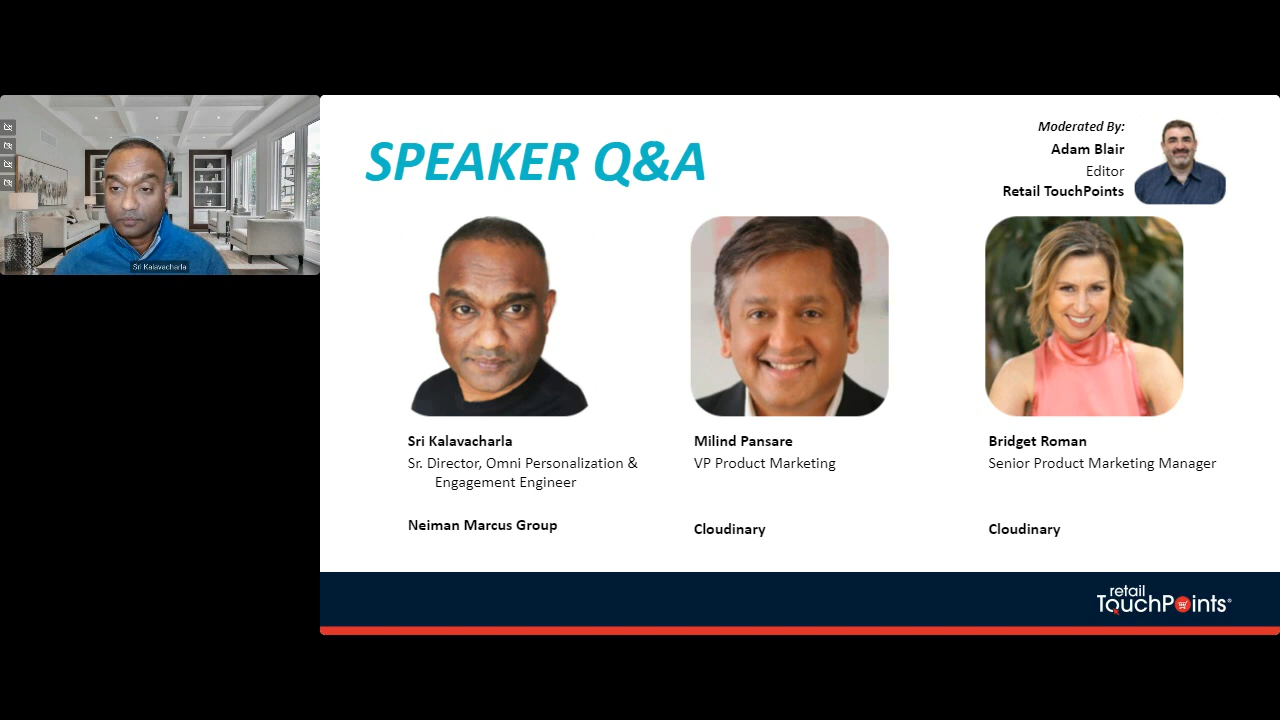 Sri Kalavacharla
SPEAKER Q&A
Moderated By:
Adam Blair
Editor
Retail TouchPoints
Sri Kalavacharla
Sr. Director, Omni Personalization &
Engagement Engineer
Neiman Marcus Group
Milind Pansare
VP Product Marketing
Cloudinary
Bridget Roman
Senior Product Marketing Manager
Cloudinary
retail
TouchPoints®